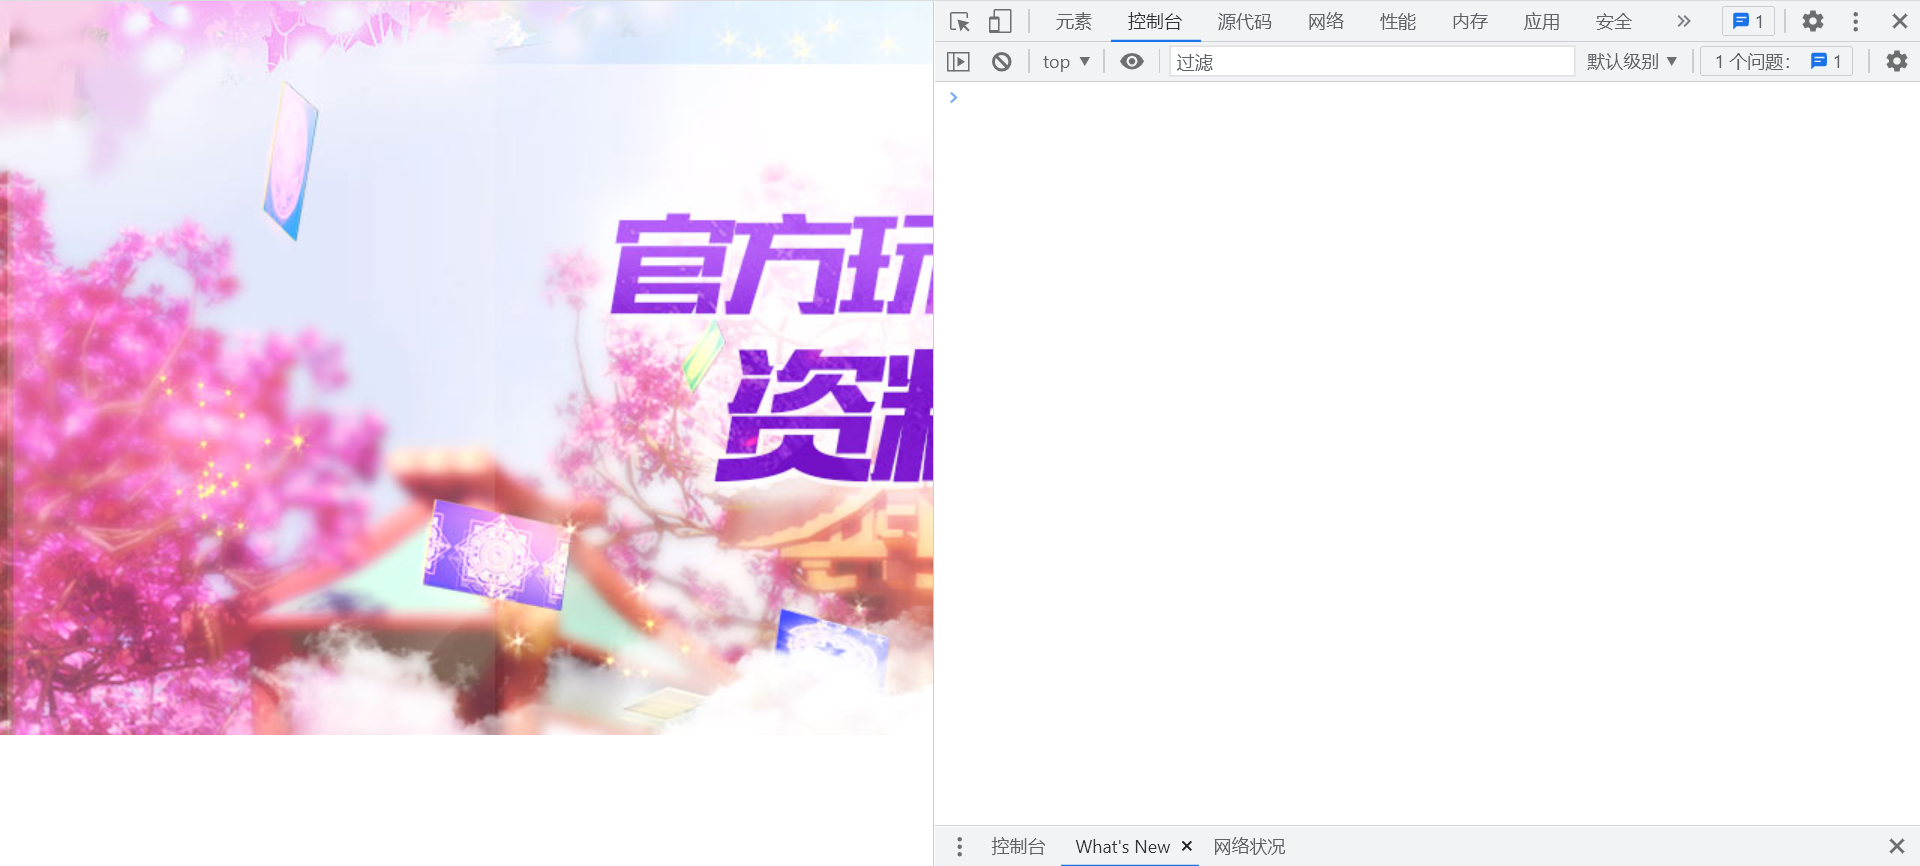 官方玩
资料
元素 控制台 源代码 网络 性能 内存 应用 安全 1
top 过滤 默认级别 1 个问题: 1
控制台 What's New 网络状况